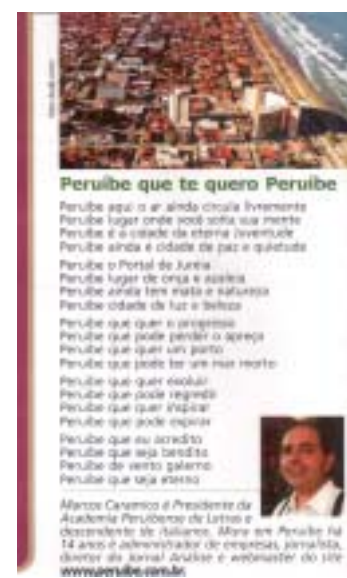 Peruíbe que te quero Peruíbe
Peruíbe aqui o ar ainda circula livremente
Peruíbe lugar onde você solta sua mente
Peruíbe é a cidade da eterna juventude
Peruíbe ainda é cidade de paz e quietude
Peruíbe o Portal de Juréia
Peruíbe lugar de onça e
Peruíbe ainda tem mata e natureza
Peruíbe cidade de luz e beleza
Peruíbe que quer o progresso
Peruíbe que pode perder o apreço
Peruíbe que quer um porto
Peruíbe que pode ter um mar morto
Peruíbe que quer evoluir
Peruíbe que pode regredir
Peruíbe que quer inspirar
Peruíbe que pode expirar
Peruíbe que eu acredito
Peruíbe que seja bendito
Peruíbe de vento galerno
Peruíbe que seja eterno
Marcos Caramico é Presidente da
Academia Peruibense de Letras e
descendente de italianos. Mora em Peruíbe há
14 anos é administrador de empresas, jornalista,
diretor do Jornal Análise e webmaster do site
www.peruibe.com.br